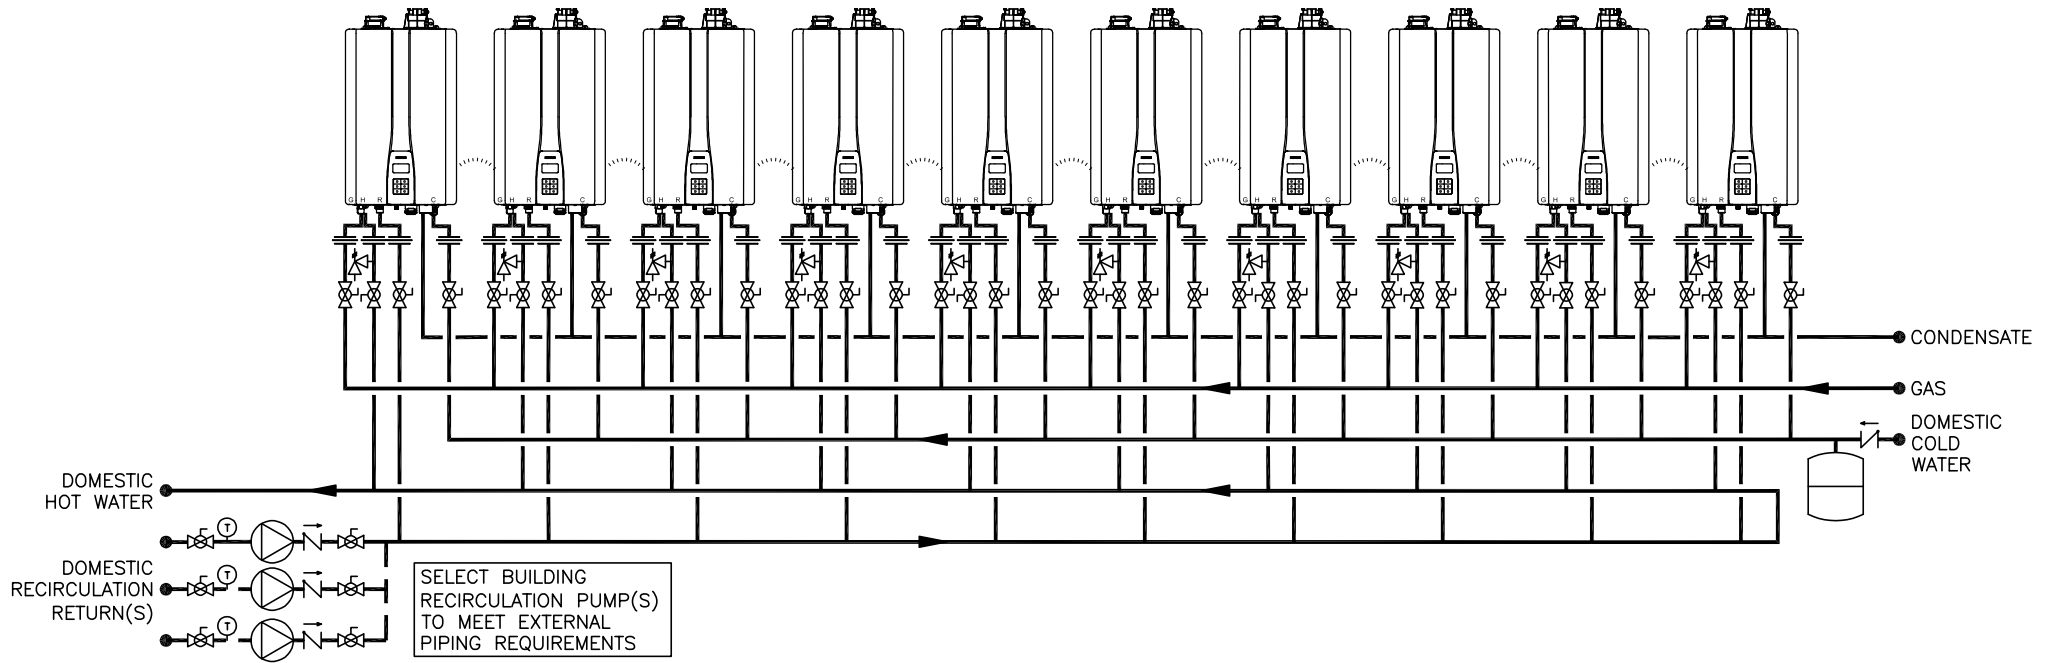 G H R C
G H R C
G H R C
G H R C
G H R C
G H R C
G H R C
G H R C
G H R C
G H R C
CONDENSATE
GAS
DOMESTIC
COLD
WATER
DOMESTIC
HOT WATER
T
DOMESTIC
RECIRCULATION
RETURN(S)
T
T
SELECT BUILDING
RECIRCULATION PUMP(S)
TO MEET EXTERNAL
PIPING REQUIREMENTS